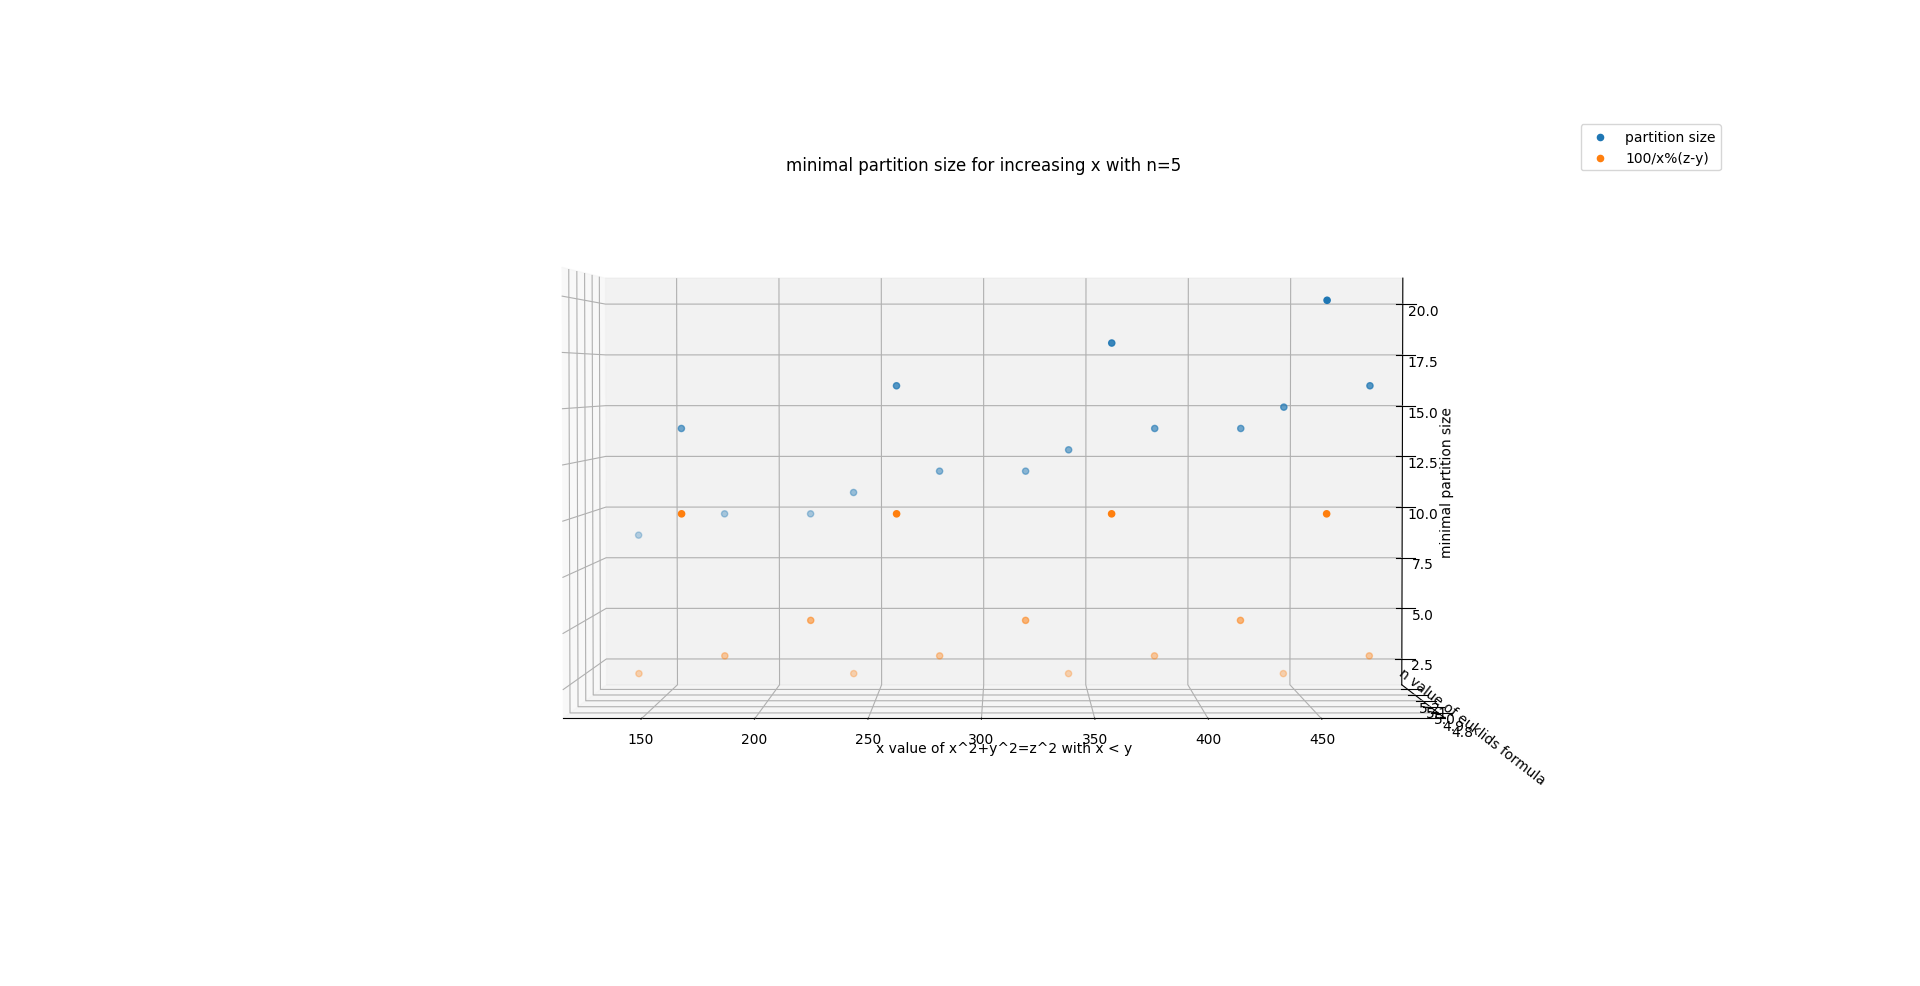 partition size
100/x%(z-y)
minimal partition size for increasing x with n=5
20.0
17.5
15.0
12.5
10.0
7.5
5.0
2.5
minimal partition size
n value of euklids formula
4.8
150
200
250
300
350
400
450
x value of x^2+y^2=z^2 with x < y